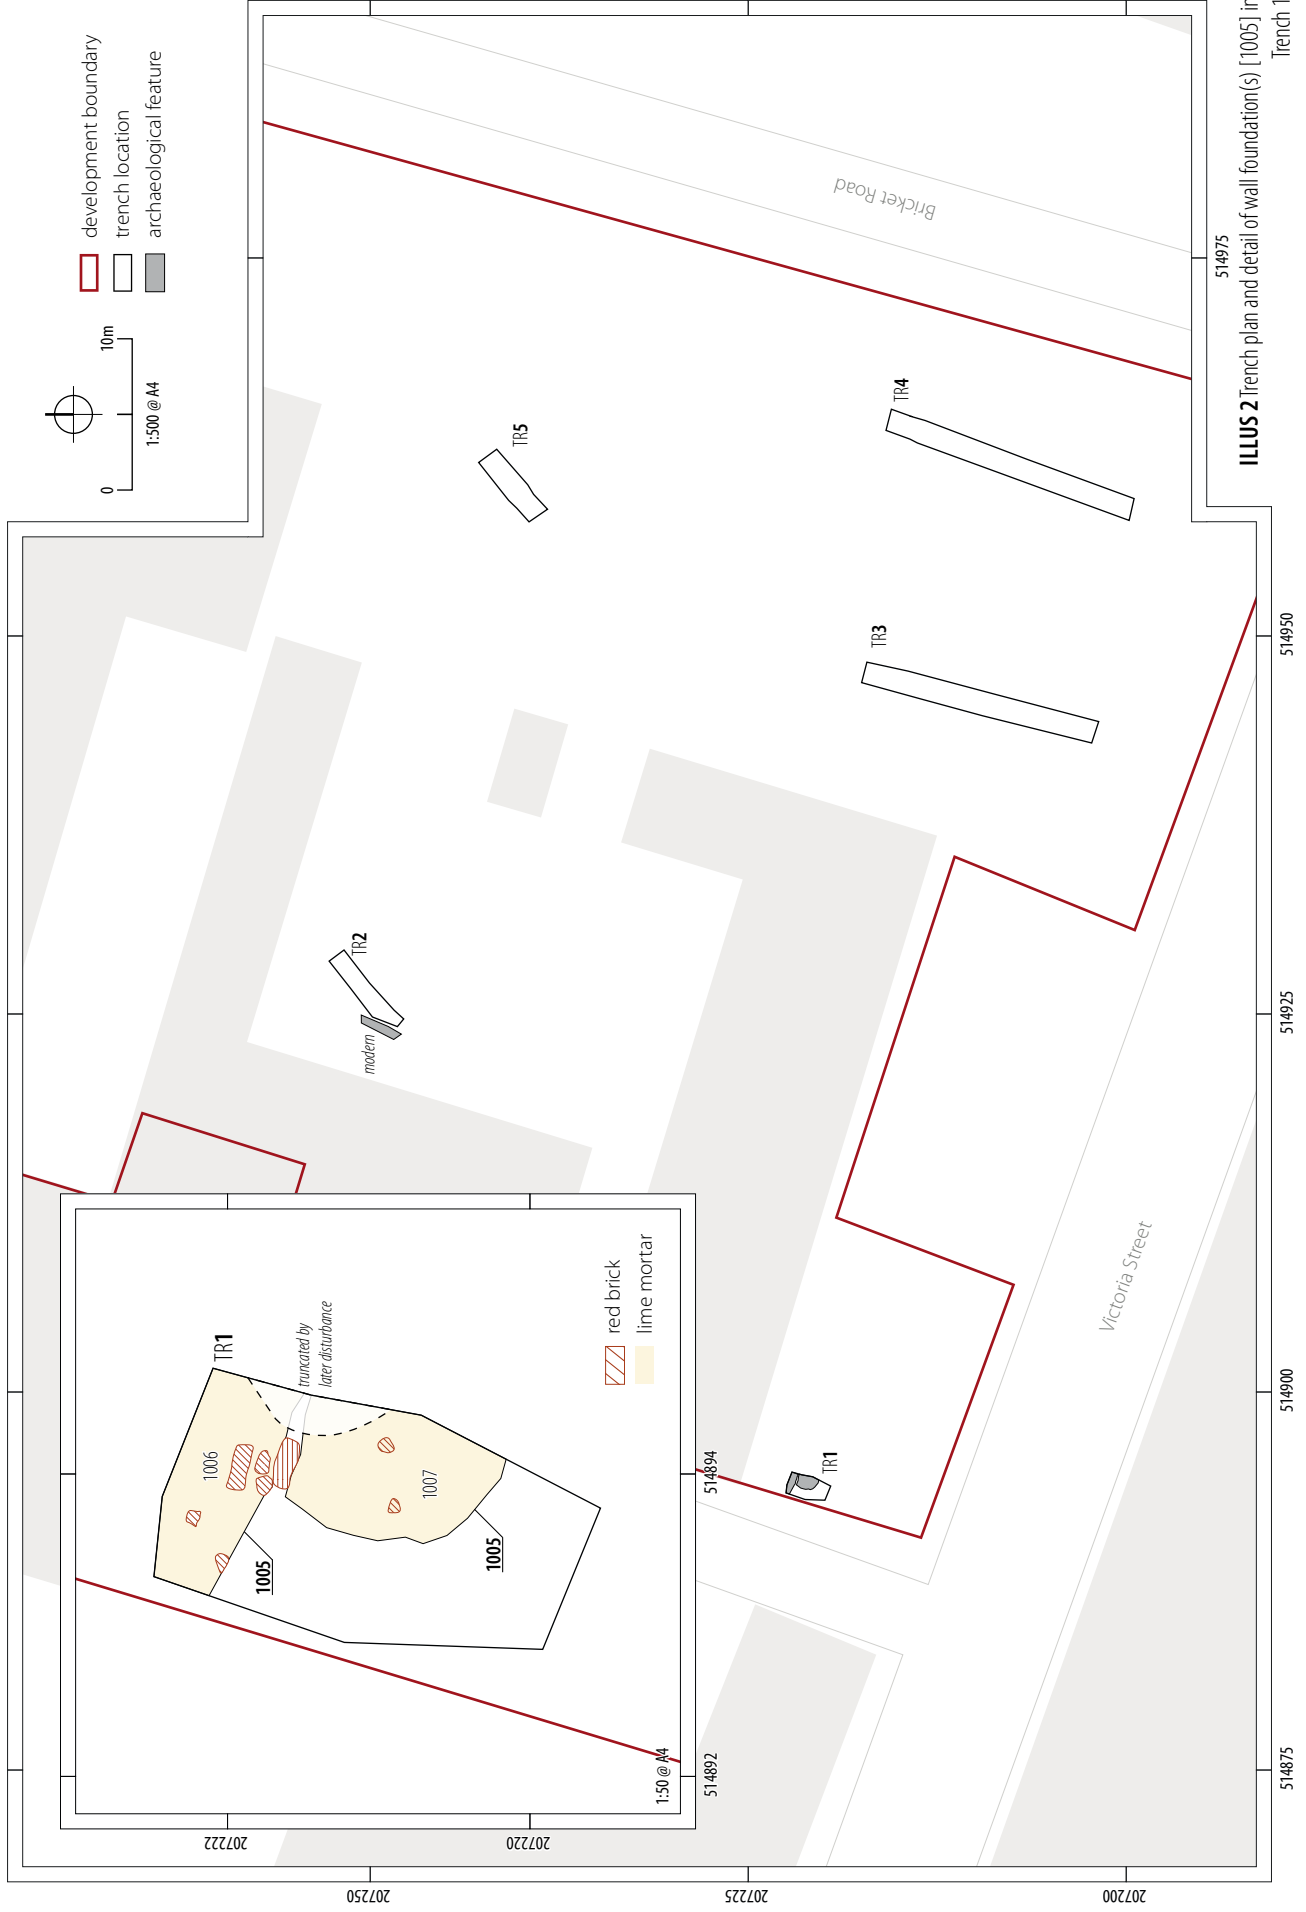 development boundary
trench location
archaeological feature
0
10m
1:500 @ A4
Bricket Road
TR5
TR4
TR3
TR2
modern
TR1
truncated by
later disturbance
1006
1007
1005
1005
red brick
lime mortar
1:50 @ A4
514892
514894
207222
207220
TR1
Victoria Street
207250
207225
207200
514875
514900
514925
514950
514975
ILLUS 2 Trench plan and detail of wall foundation(s) [1005] in
Trench 1